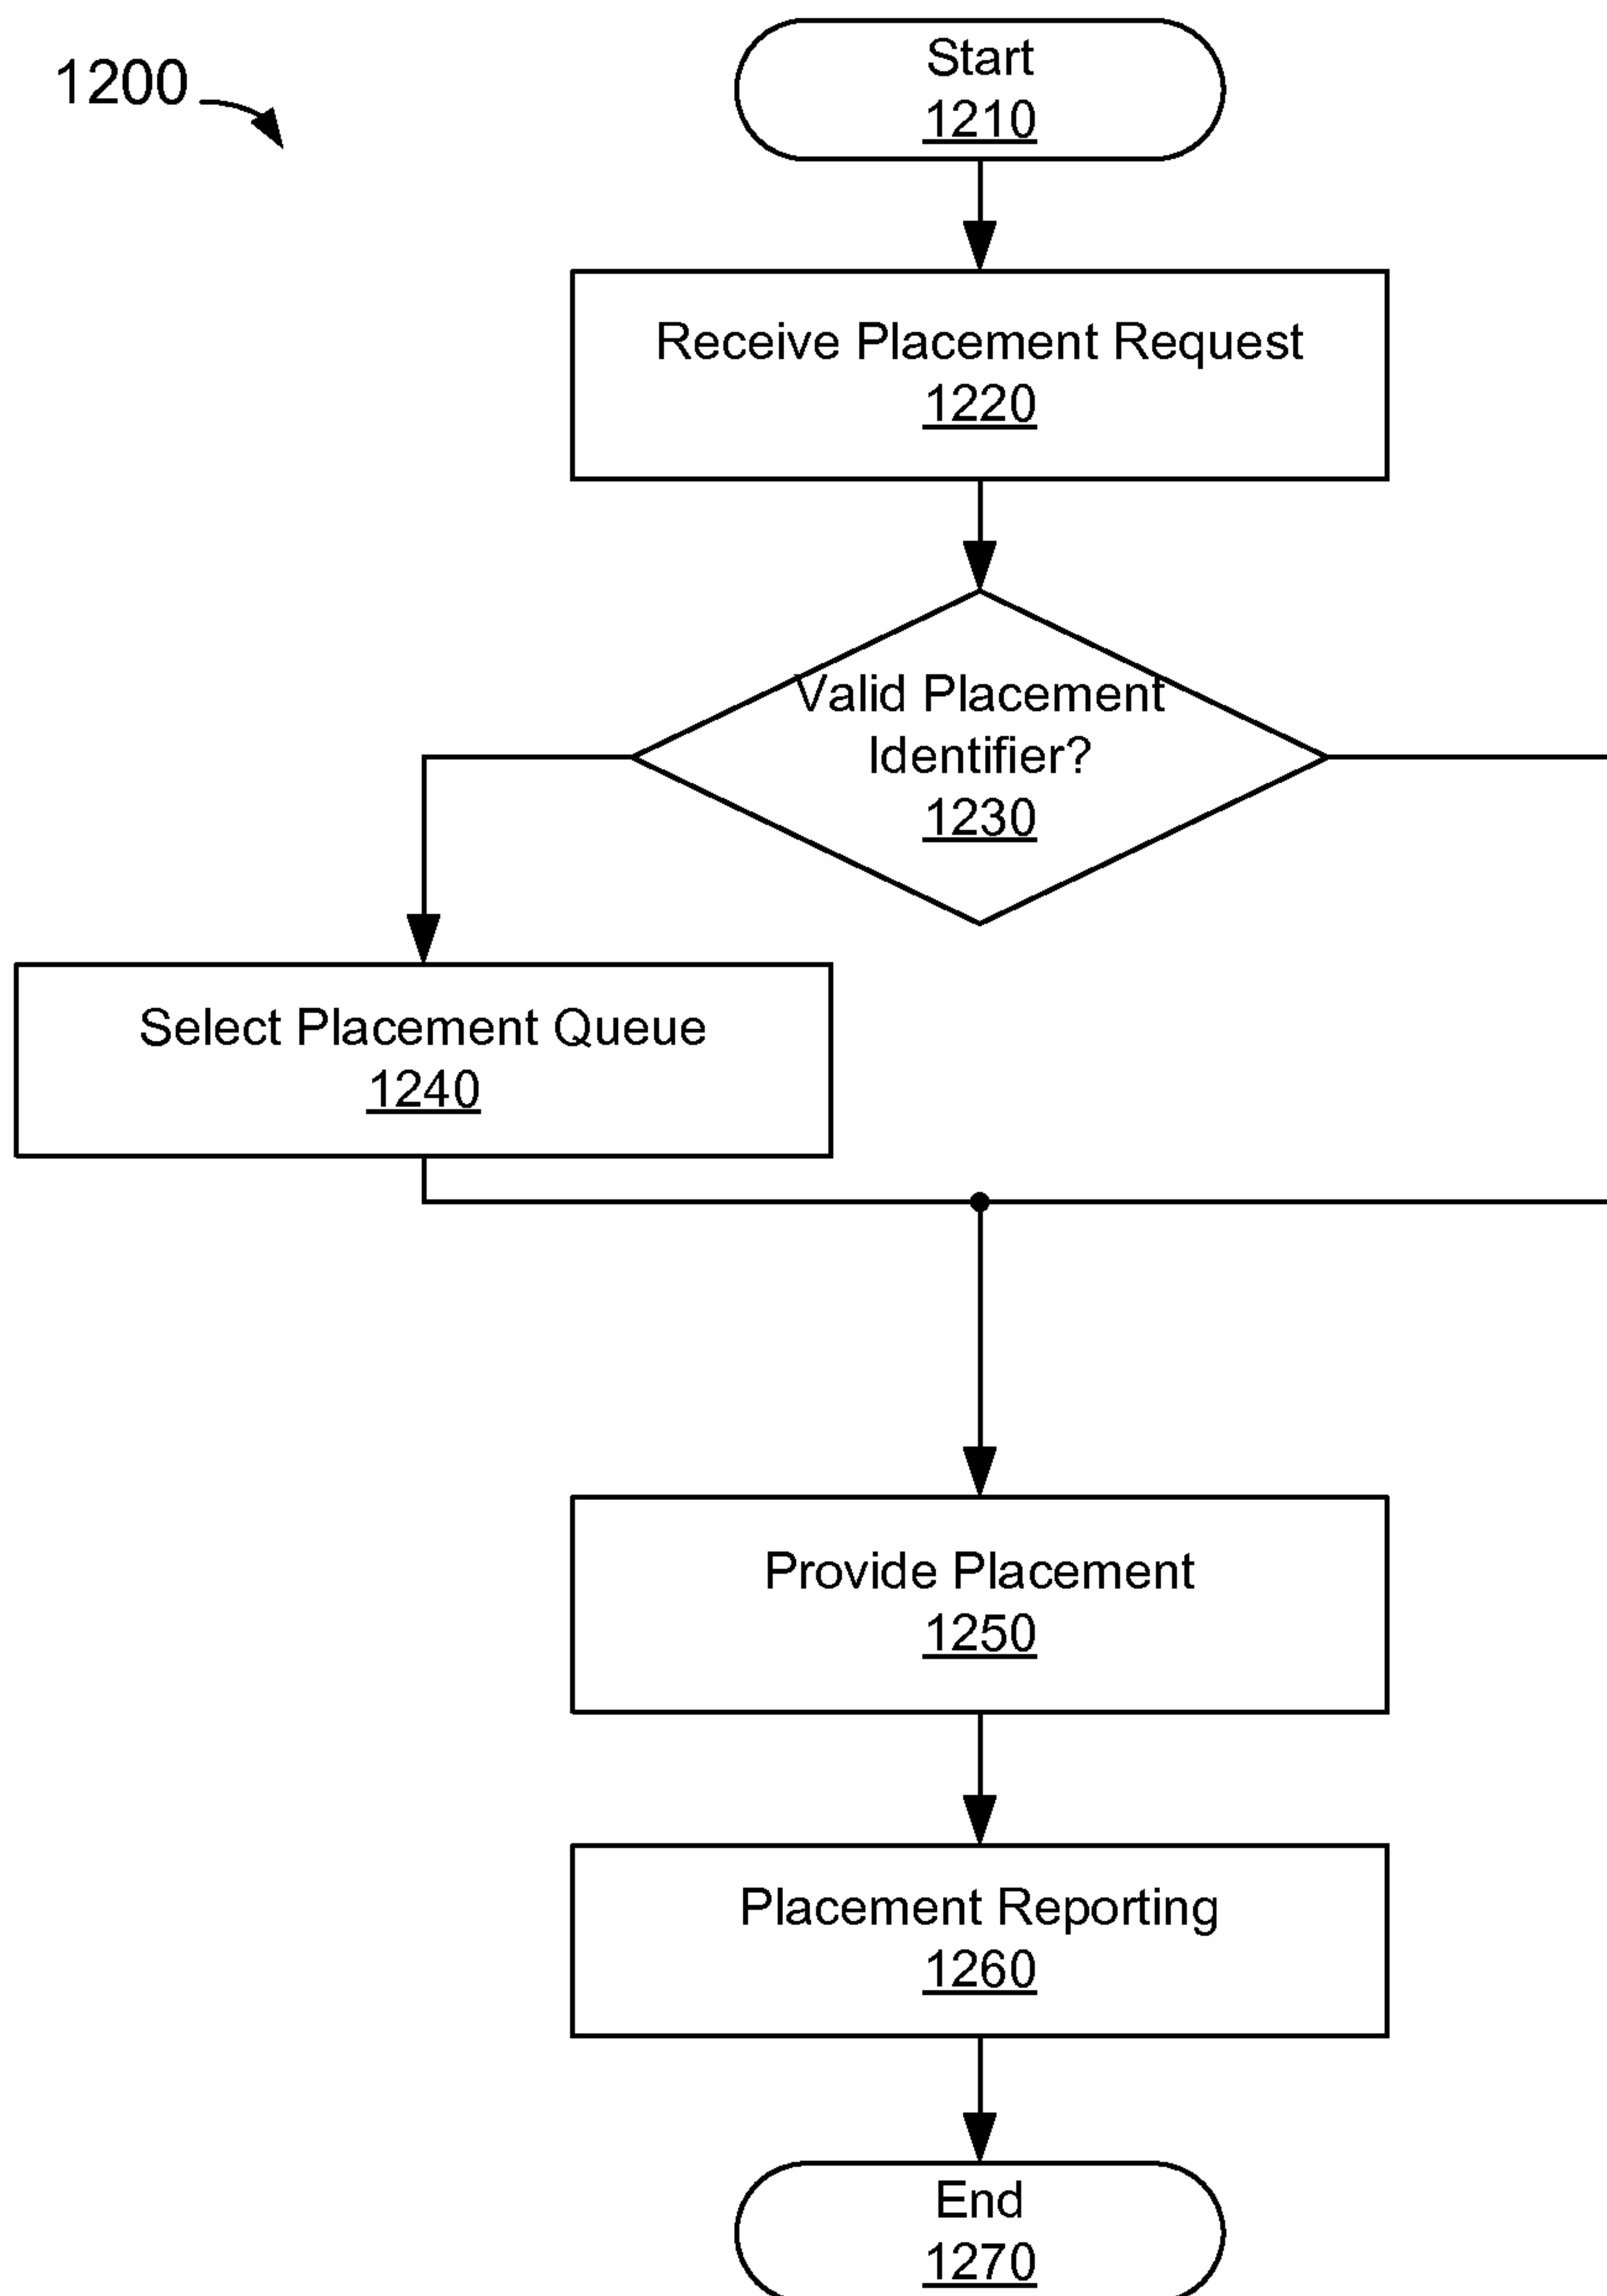 1200
Start
1210
Receive Placement Request
1220
Valid Placement
Identifier?
1230
Select Placement Queue
1240
Provide Placement
1250
Placement Reporting
1260
End
1270